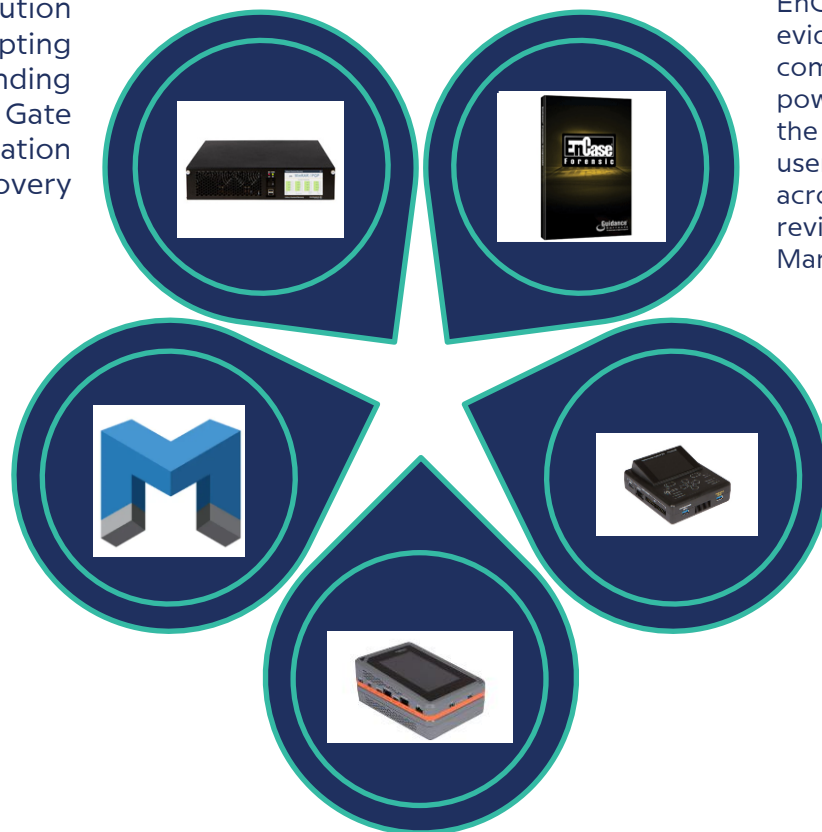 ution
pting
nding
Gate
ation
overy
EnC
evid
com
pow
the
use
acro
revi
Mar
EnCase
Forensic
Guidance